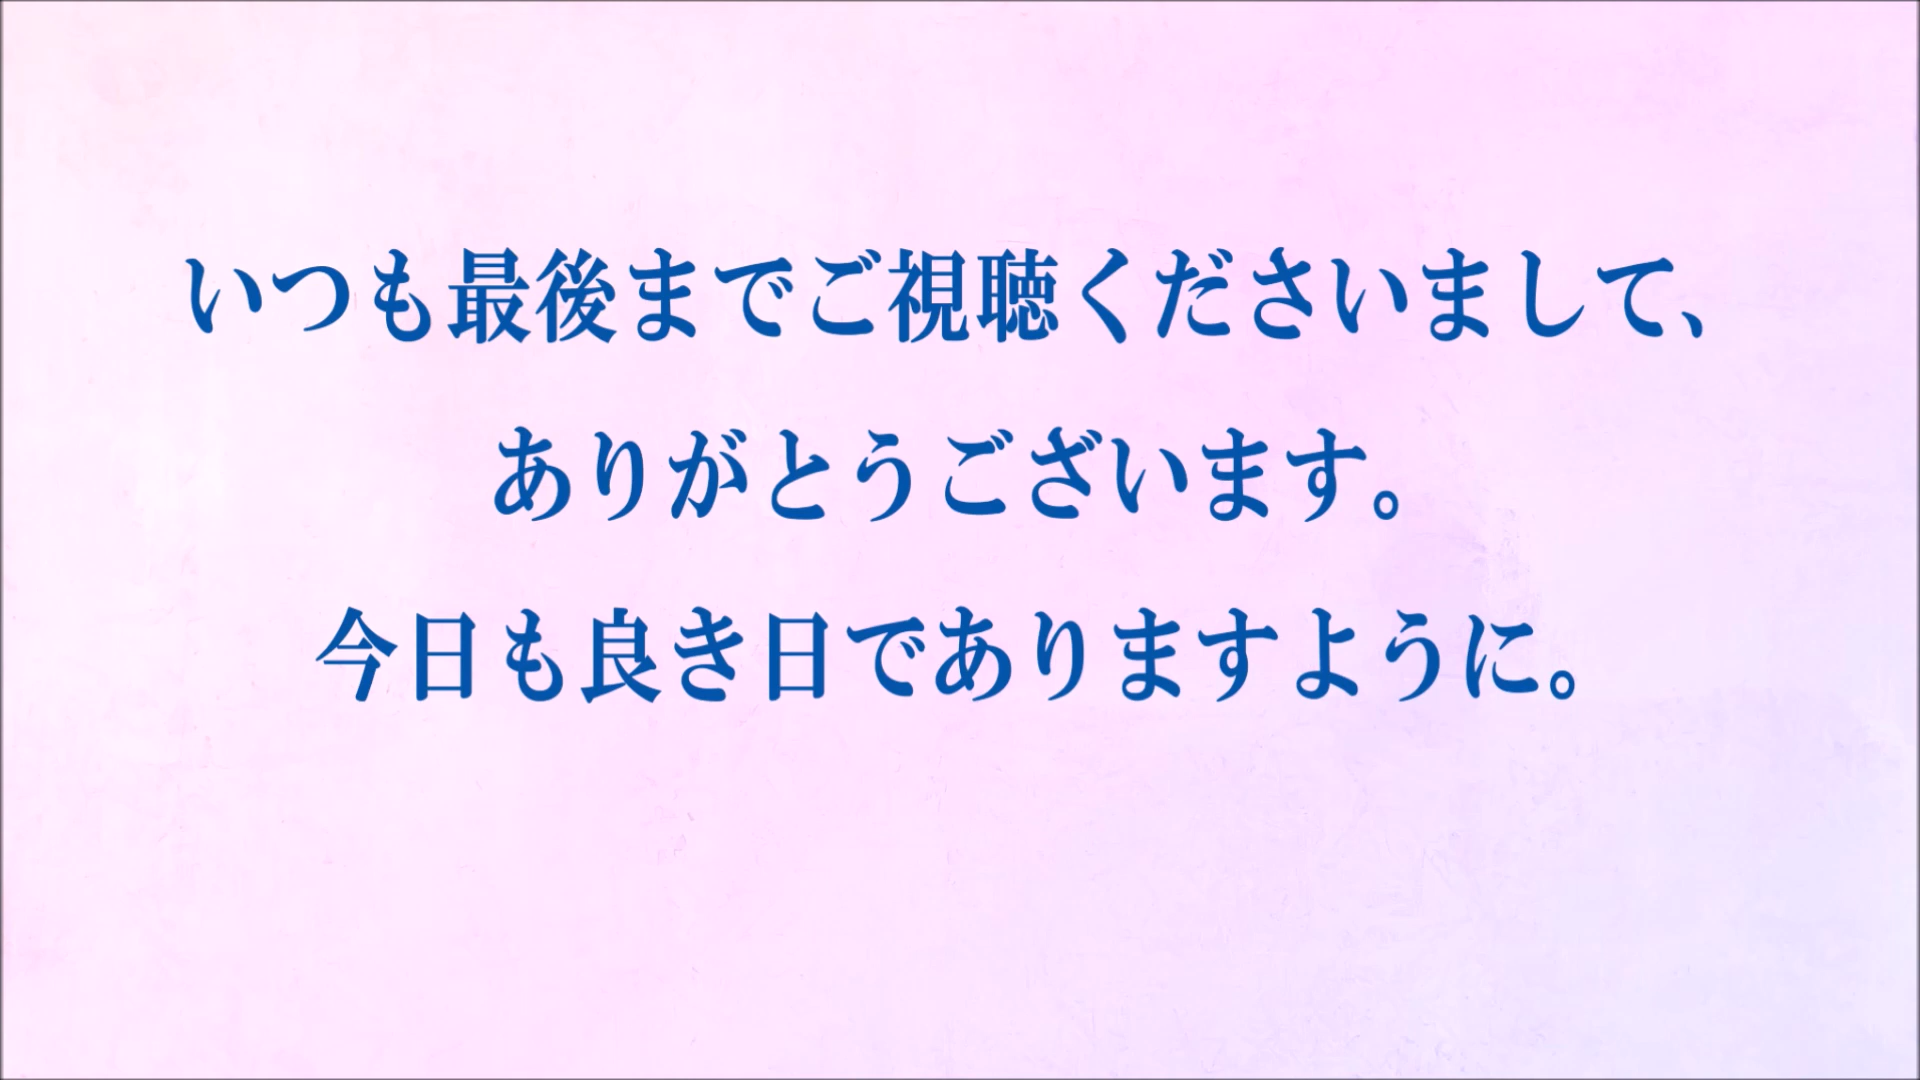 いつも最後までご視聴くださいまして、
ありがとうございます。
今日も良き日でありますように。